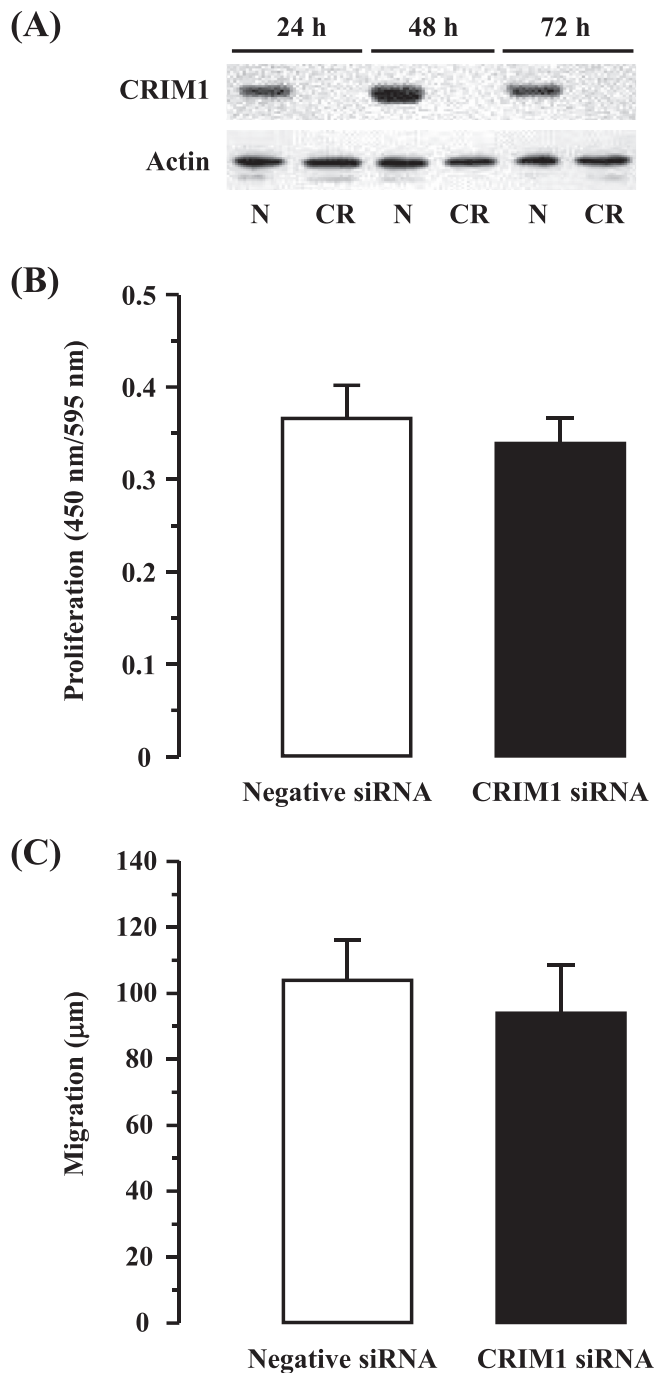 (A)
24 h 48 h 72 h
CRIM1
Actin
N CR N CR N CR
(B)
Proliferation (450 nm/595 nm)
0.5
0.4
0.3
0.2
0.1
0
Negative siRNA CRIM1 siRNA
(C)
Migration (μm)
140
120
100
80
60
40
20
0
Negative siRNA CRIM1 siRNA